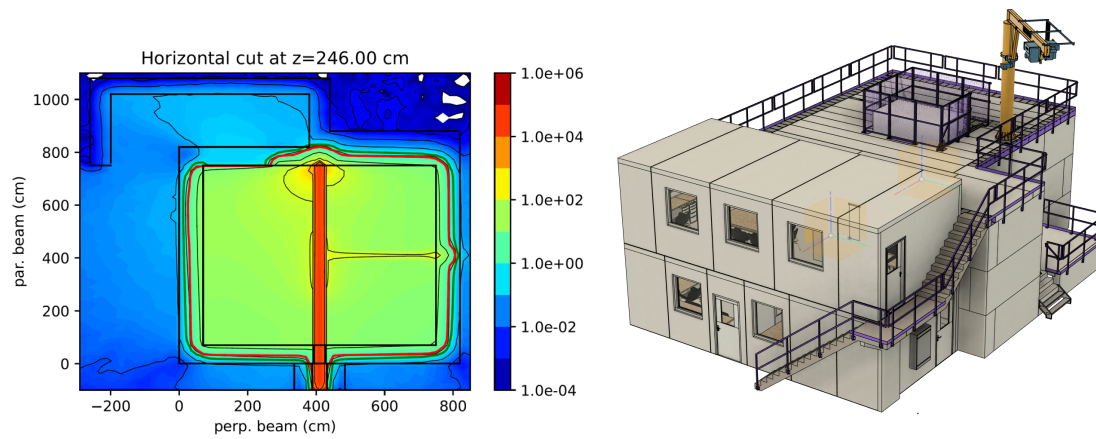 Horizontal cut at z=246.00 cm
par. beam (cm)
1000
800
600
400
200
0
−200
0
200
400
600
800
perp. beam (cm)
1.0e+06
1.0e+04
1.0e+02
1.0e+00
1.0e-02
1.0e-04